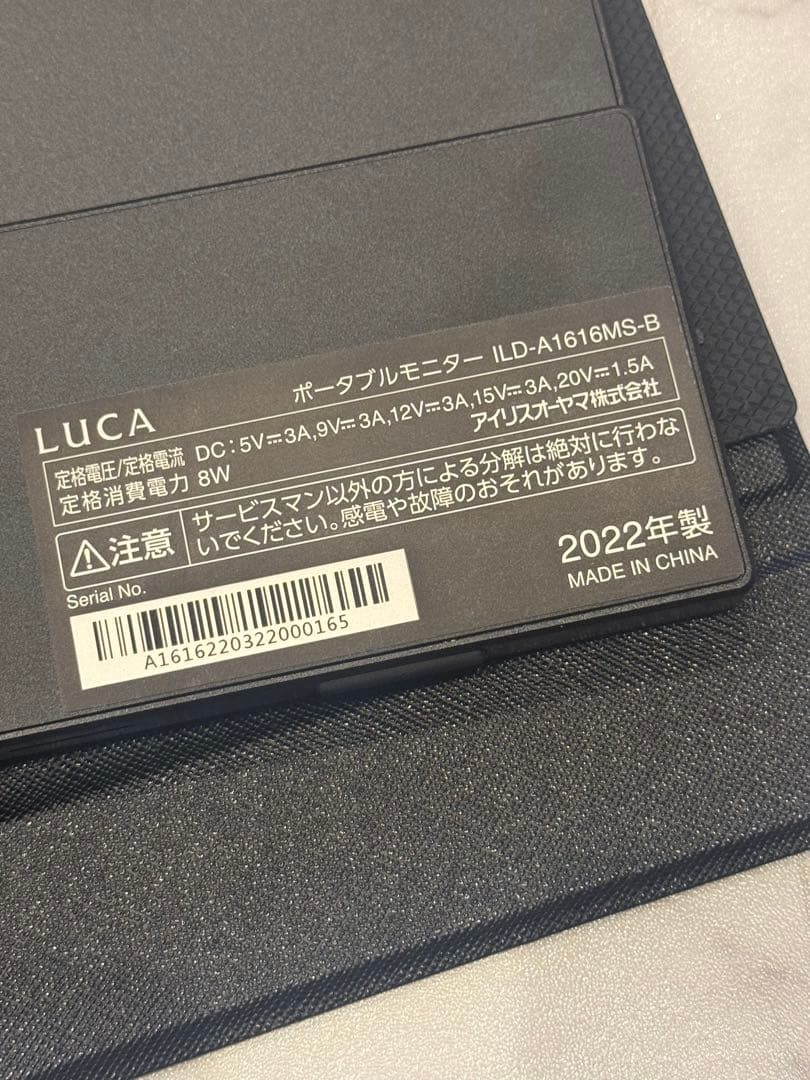 LUCA
ポータブルモニター ILD-A1616MS-B
定格電圧/定格電流 DC:5V⎓3A,9V⎓3A,12V⎓3A,15V⎓3A,20V⎓1.5A
定格消費電力 8W
アイリスオーヤマ株式会社
⚠注意
サービスマン以外の方による分解は絶対に行わな
いでください。感電や故障のおそれがあります。
Serial No.
A1616220322000165
2022年製
MADE IN CHINA